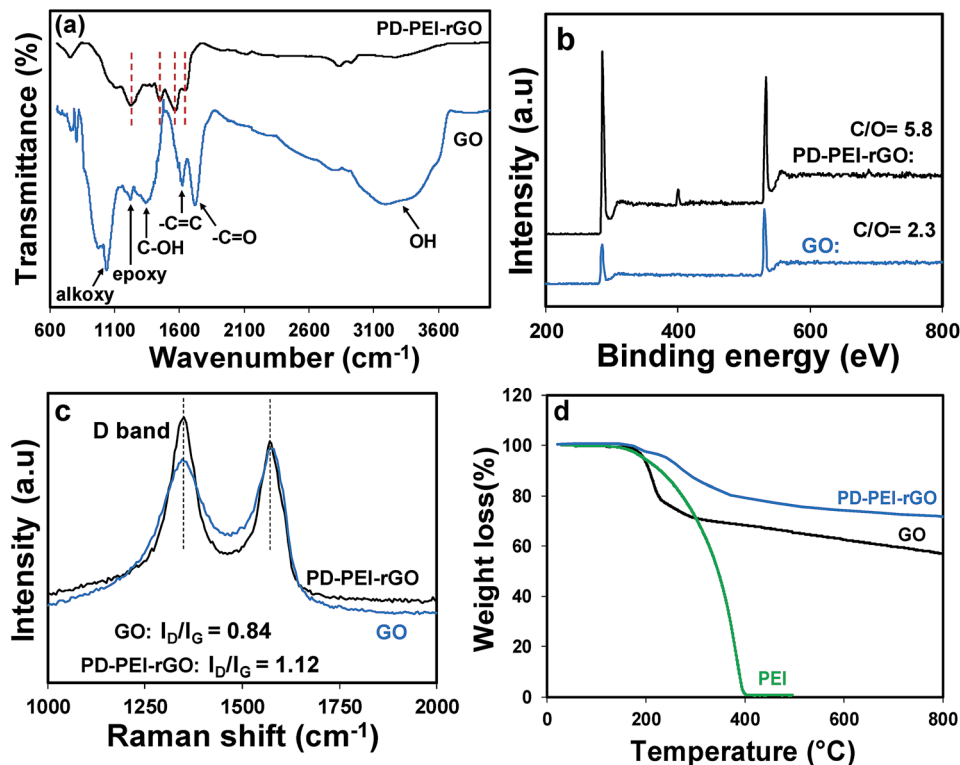 (a)
PD-PEI-rGO
GO
-C=C
-C=O
C-OH
OH
epoxy
alkoxy
Transmittance (%)
600 1100 1600 2100 2600 3100 3600
Wavenumber (cm⁻¹)
b
C/O= 5.8
PD-PEI-rGO:
C/O= 2.3
GO:
Intensity (a.u)
200 400 600 800
Binding energy (eV)
c
D band
PD-PEI-rGO
GO
GO: I_D/I_G = 0.84
PD-PEI-rGO: I_D/I_G = 1.12
Intensity (a.u)
1000 1250 1500 1750 2000
Raman shift (cm⁻¹)
d
120
100
80
60
40
20
0
PD-PEI-rGO
GO
PEI
Weight loss(%)
0 200 400 600 800
Temperature (°C)